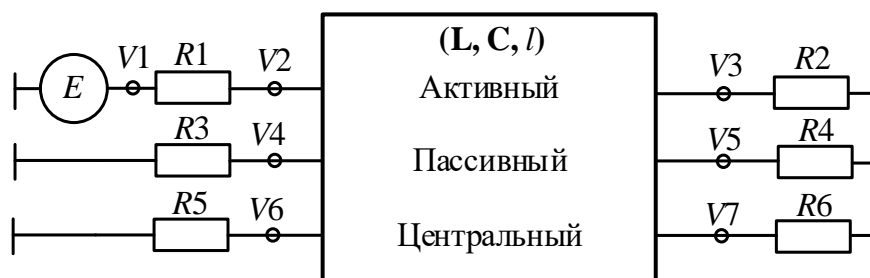 (L, C, l)
V1 R1 V2 V3 R2
E Активный
R3 V4 V5 R4
Пассивный
R5 V6 V7 R6
Центральный